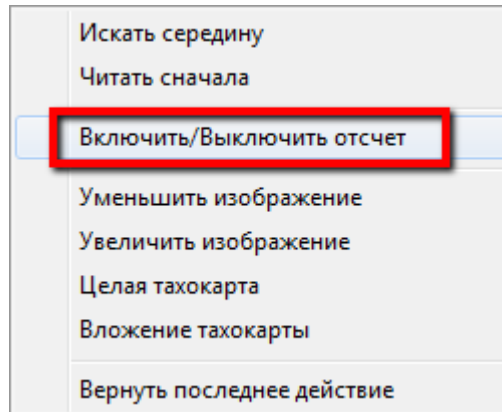 Искать середину
Читать сначала
Включить/Выключить отсчет
Уменьшить изображение
Увеличить изображение
Целая тахокарта
Вложение тахокарты
Вернуть последнее действие